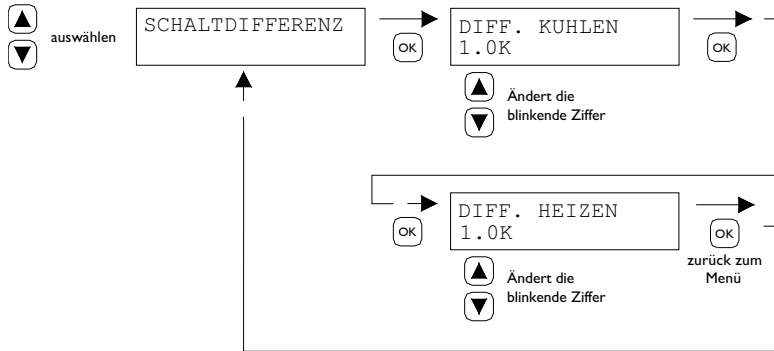 auswählen
SCHALTDIFFERENZ
OK
DIFF. KUHLEN
1.0K
OK
Ändert die
blinkende Ziffer
OK
DIFF. HEIZEN
1.0K
OK
zurück zum
Menü
Ändert die
blinkende Ziffer